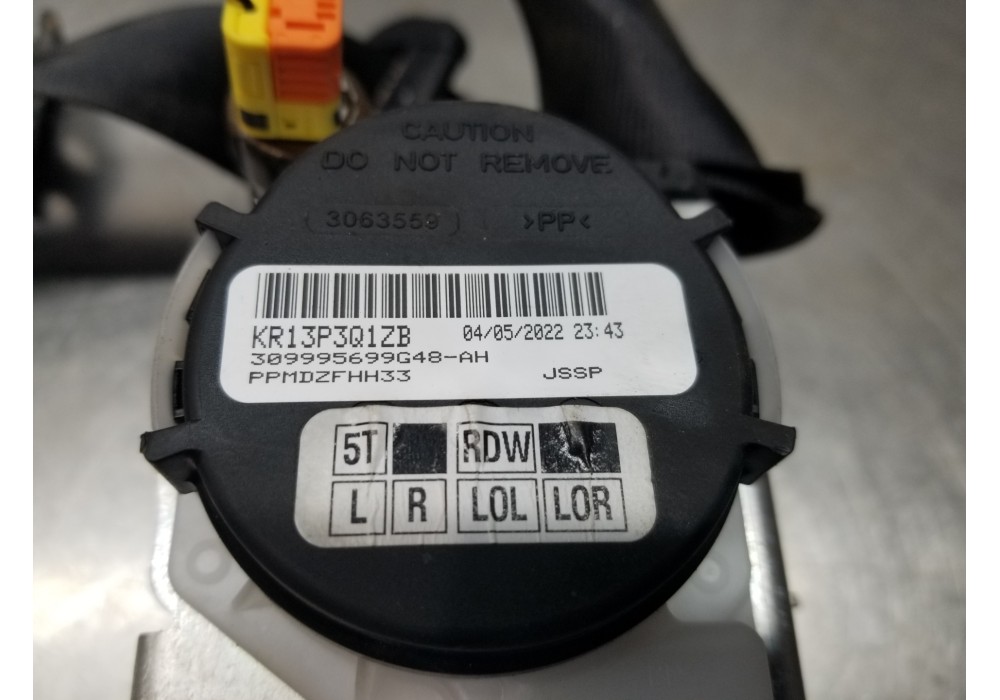 CAUTION
DO NOT REMOVE
3063559 >PP<
KR13P3Q1ZB 04/05/2022 23:43
309995699G48-AH
PPMDZFHH33 JSSP
5T RDW
L R LOL LOR